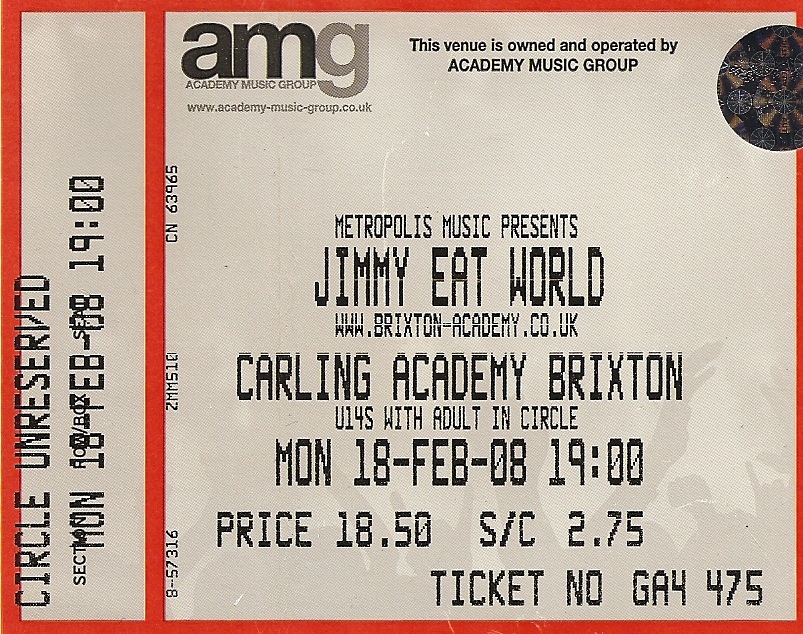 CIRCLE UNRESERVED
SECTION ROW/BOX SEAT
MON 18-FEB-08 19:00
amg
ACADEMY MUSIC GROUP
www.academy-music-group.co.uk
This venue is owned and operated by
ACADEMY MUSIC GROUP
CN 63965
ZMM510
8-57316
METROPOLIS MUSIC PRESENTS
JIMMY EAT WORLD
WWW.BRIXTON-ACADEMY.CO.UK
CARLING ACADEMY BRIXTON
U14S WITH ADULT IN CIRCLE
MON 18-FEB-08 19:00
PRICE 18.50 S/C 2.75
TICKET NO GA4 475